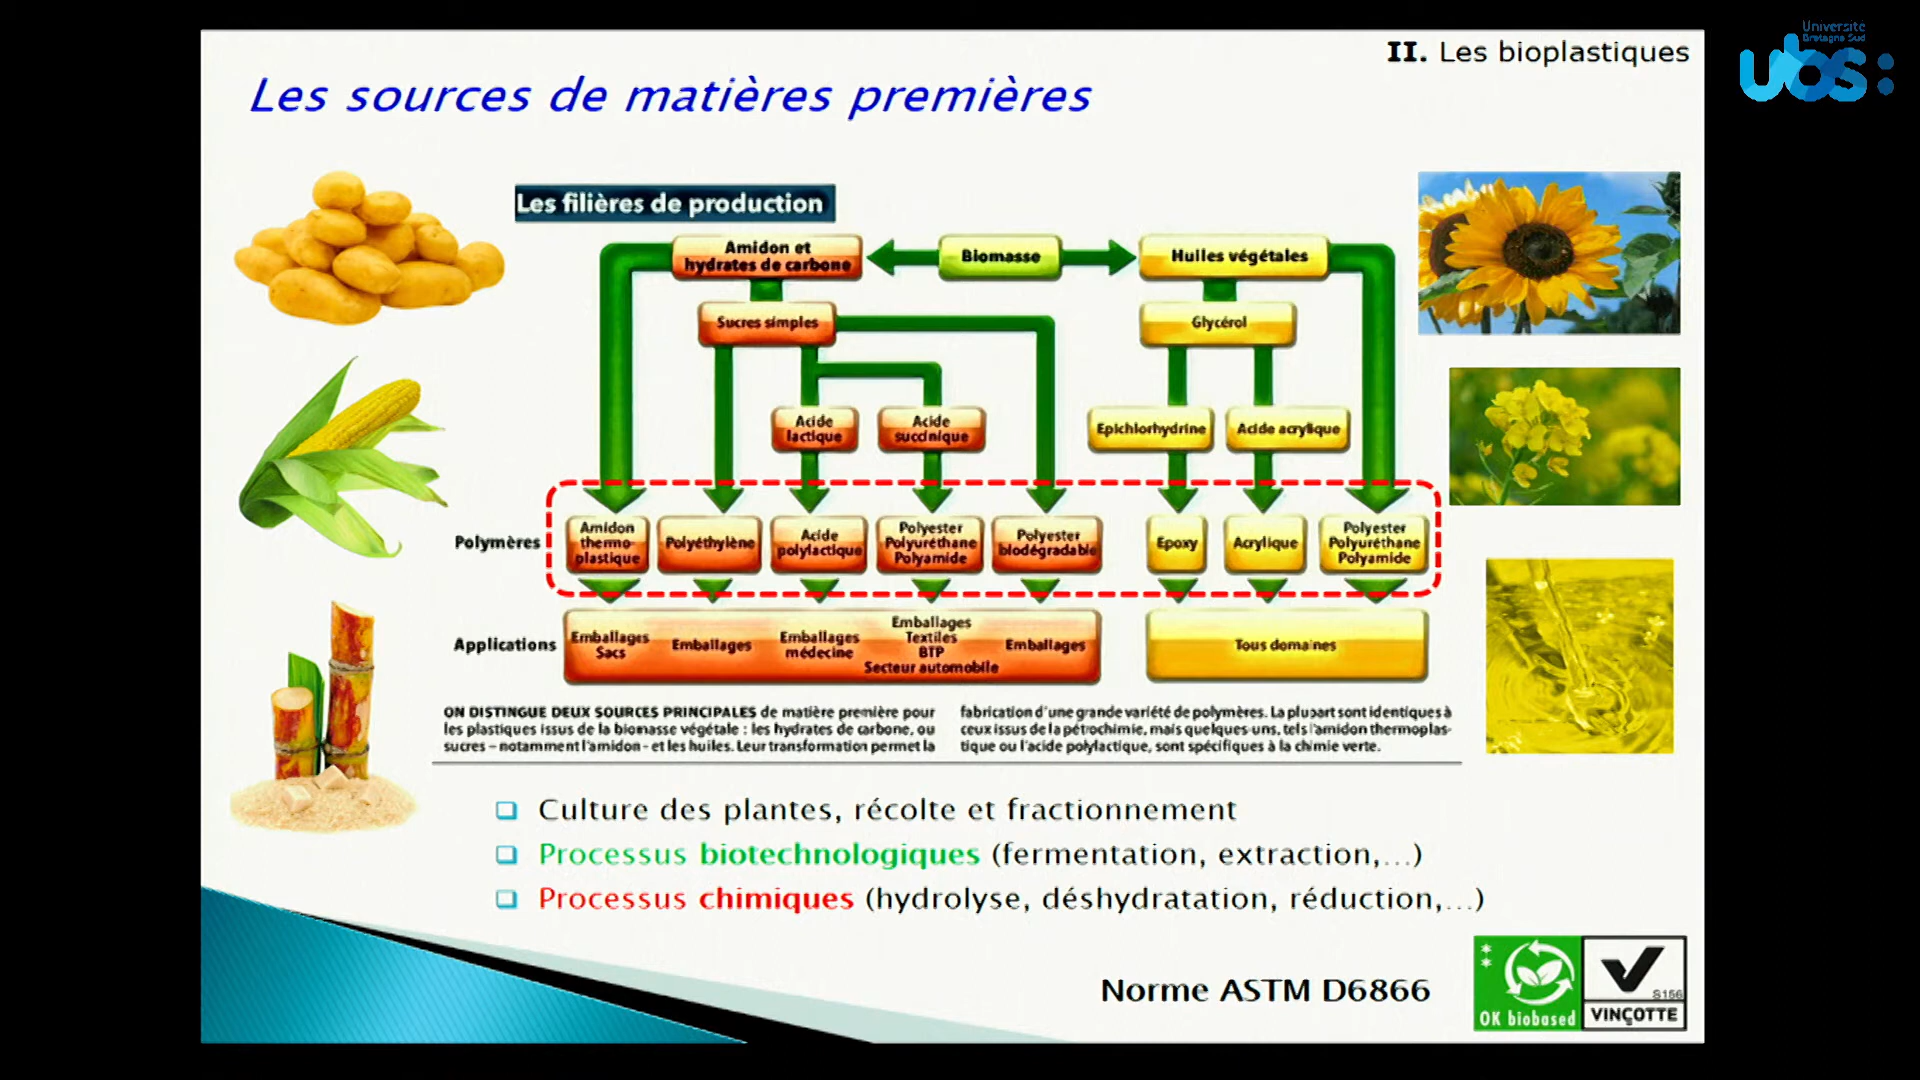 Université
Bretagne Sud
ubs:
II. Les bioplastiques
Les sources de matières premières
Les filières de production
Amidon et
hydrates de carbone
Biomasse
Huiles végétales
Sucres simples
Glycérol
Acide
lactique
Acide
succinique
Epichlorhydrine
Acide acrylique
Polymères
Amidon
thermo-
plastique
Polyéthylène
Acide
polylactique
Polyester
Polyuréthane
Polyamide
Polyester
biodégradable
Epoxy
Acrylique
Polyester
Polyuréthane
Polyamide
Applications
Emballages
Sacs
Emballages
Emballages
médecine
Emballages
Textiles
BTP
Secteur automobile
Emballages
Tous domaines
ON DISTINGUE DEUX SOURCES PRINCIPALES de matière première pour
les plastiques issus de la biomasse végétale : les hydrates de carbone, ou
sucres – notamment l'amidon – et les huiles. Leur transformation permet la
fabrication d'une grande variété de polymères. La plupart sont identiques à
ceux issus de la pétrochimie, mais quelques-uns, tels l'amidon thermoplas-
tique ou l'acide polylactique, sont spécifiques à la chimie verte.
Culture des plantes, récolte et fractionnement
Processus biotechnologiques (fermentation, extraction,...)
Processus chimiques (hydrolyse, déshydratation, réduction,...)
Norme ASTM D6866
OK biobased
S156
VINÇOTTE